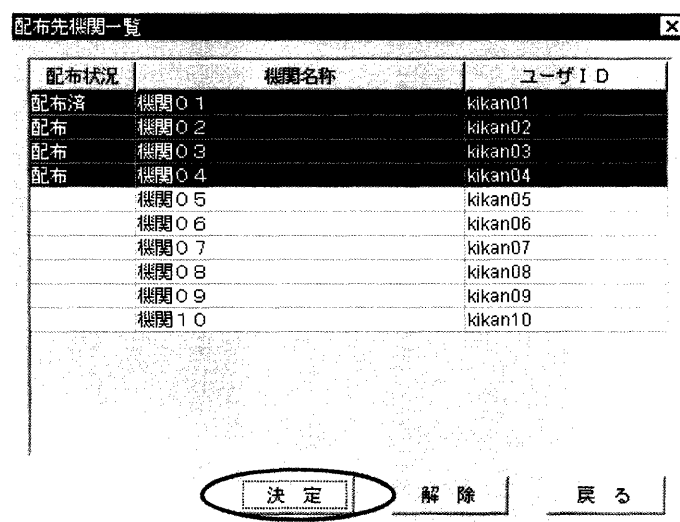 配布先機関一覧
配布状況 機関名称 ユーザＩＤ
配布済 機関０１ kikan01
配布 機関０２ kikan02
配布 機関０３ kikan03
配布 機関０４ kikan04
機関０５ kikan05
機関０６ kikan06
機関０７ kikan07
機関０８ kikan08
機関０９ kikan09
機関１０ kikan10
決 定 解 除 戻 る